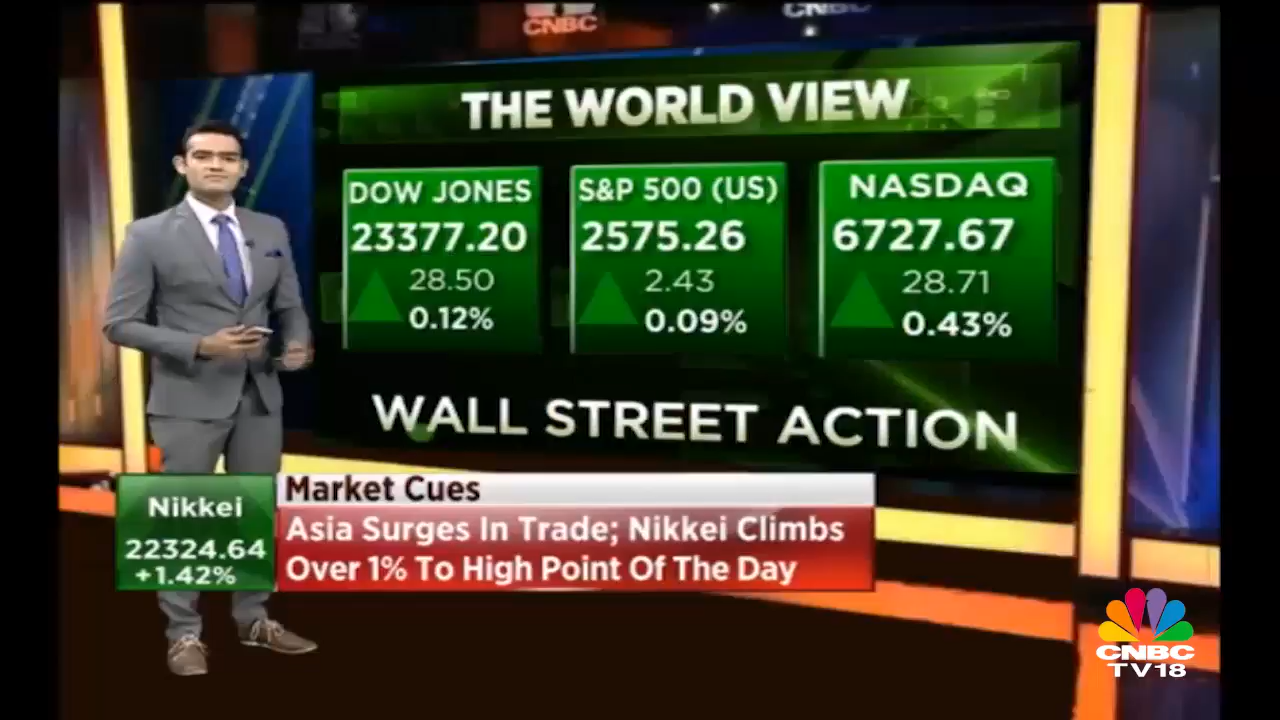 CNBC
CNBC
THE WORLD VIEW
DOW JONES
23377.20
28.50
0.12%
S&P 500 (US)
2575.26
2.43
0.09%
NASDAQ
6727.67
28.71
0.43%
WALL STREET ACTION
Nikkei
22324.64
+1.42%
Market Cues
Asia Surges In Trade; Nikkei Climbs
Over 1% To High Point Of The Day
CNBC
TV18